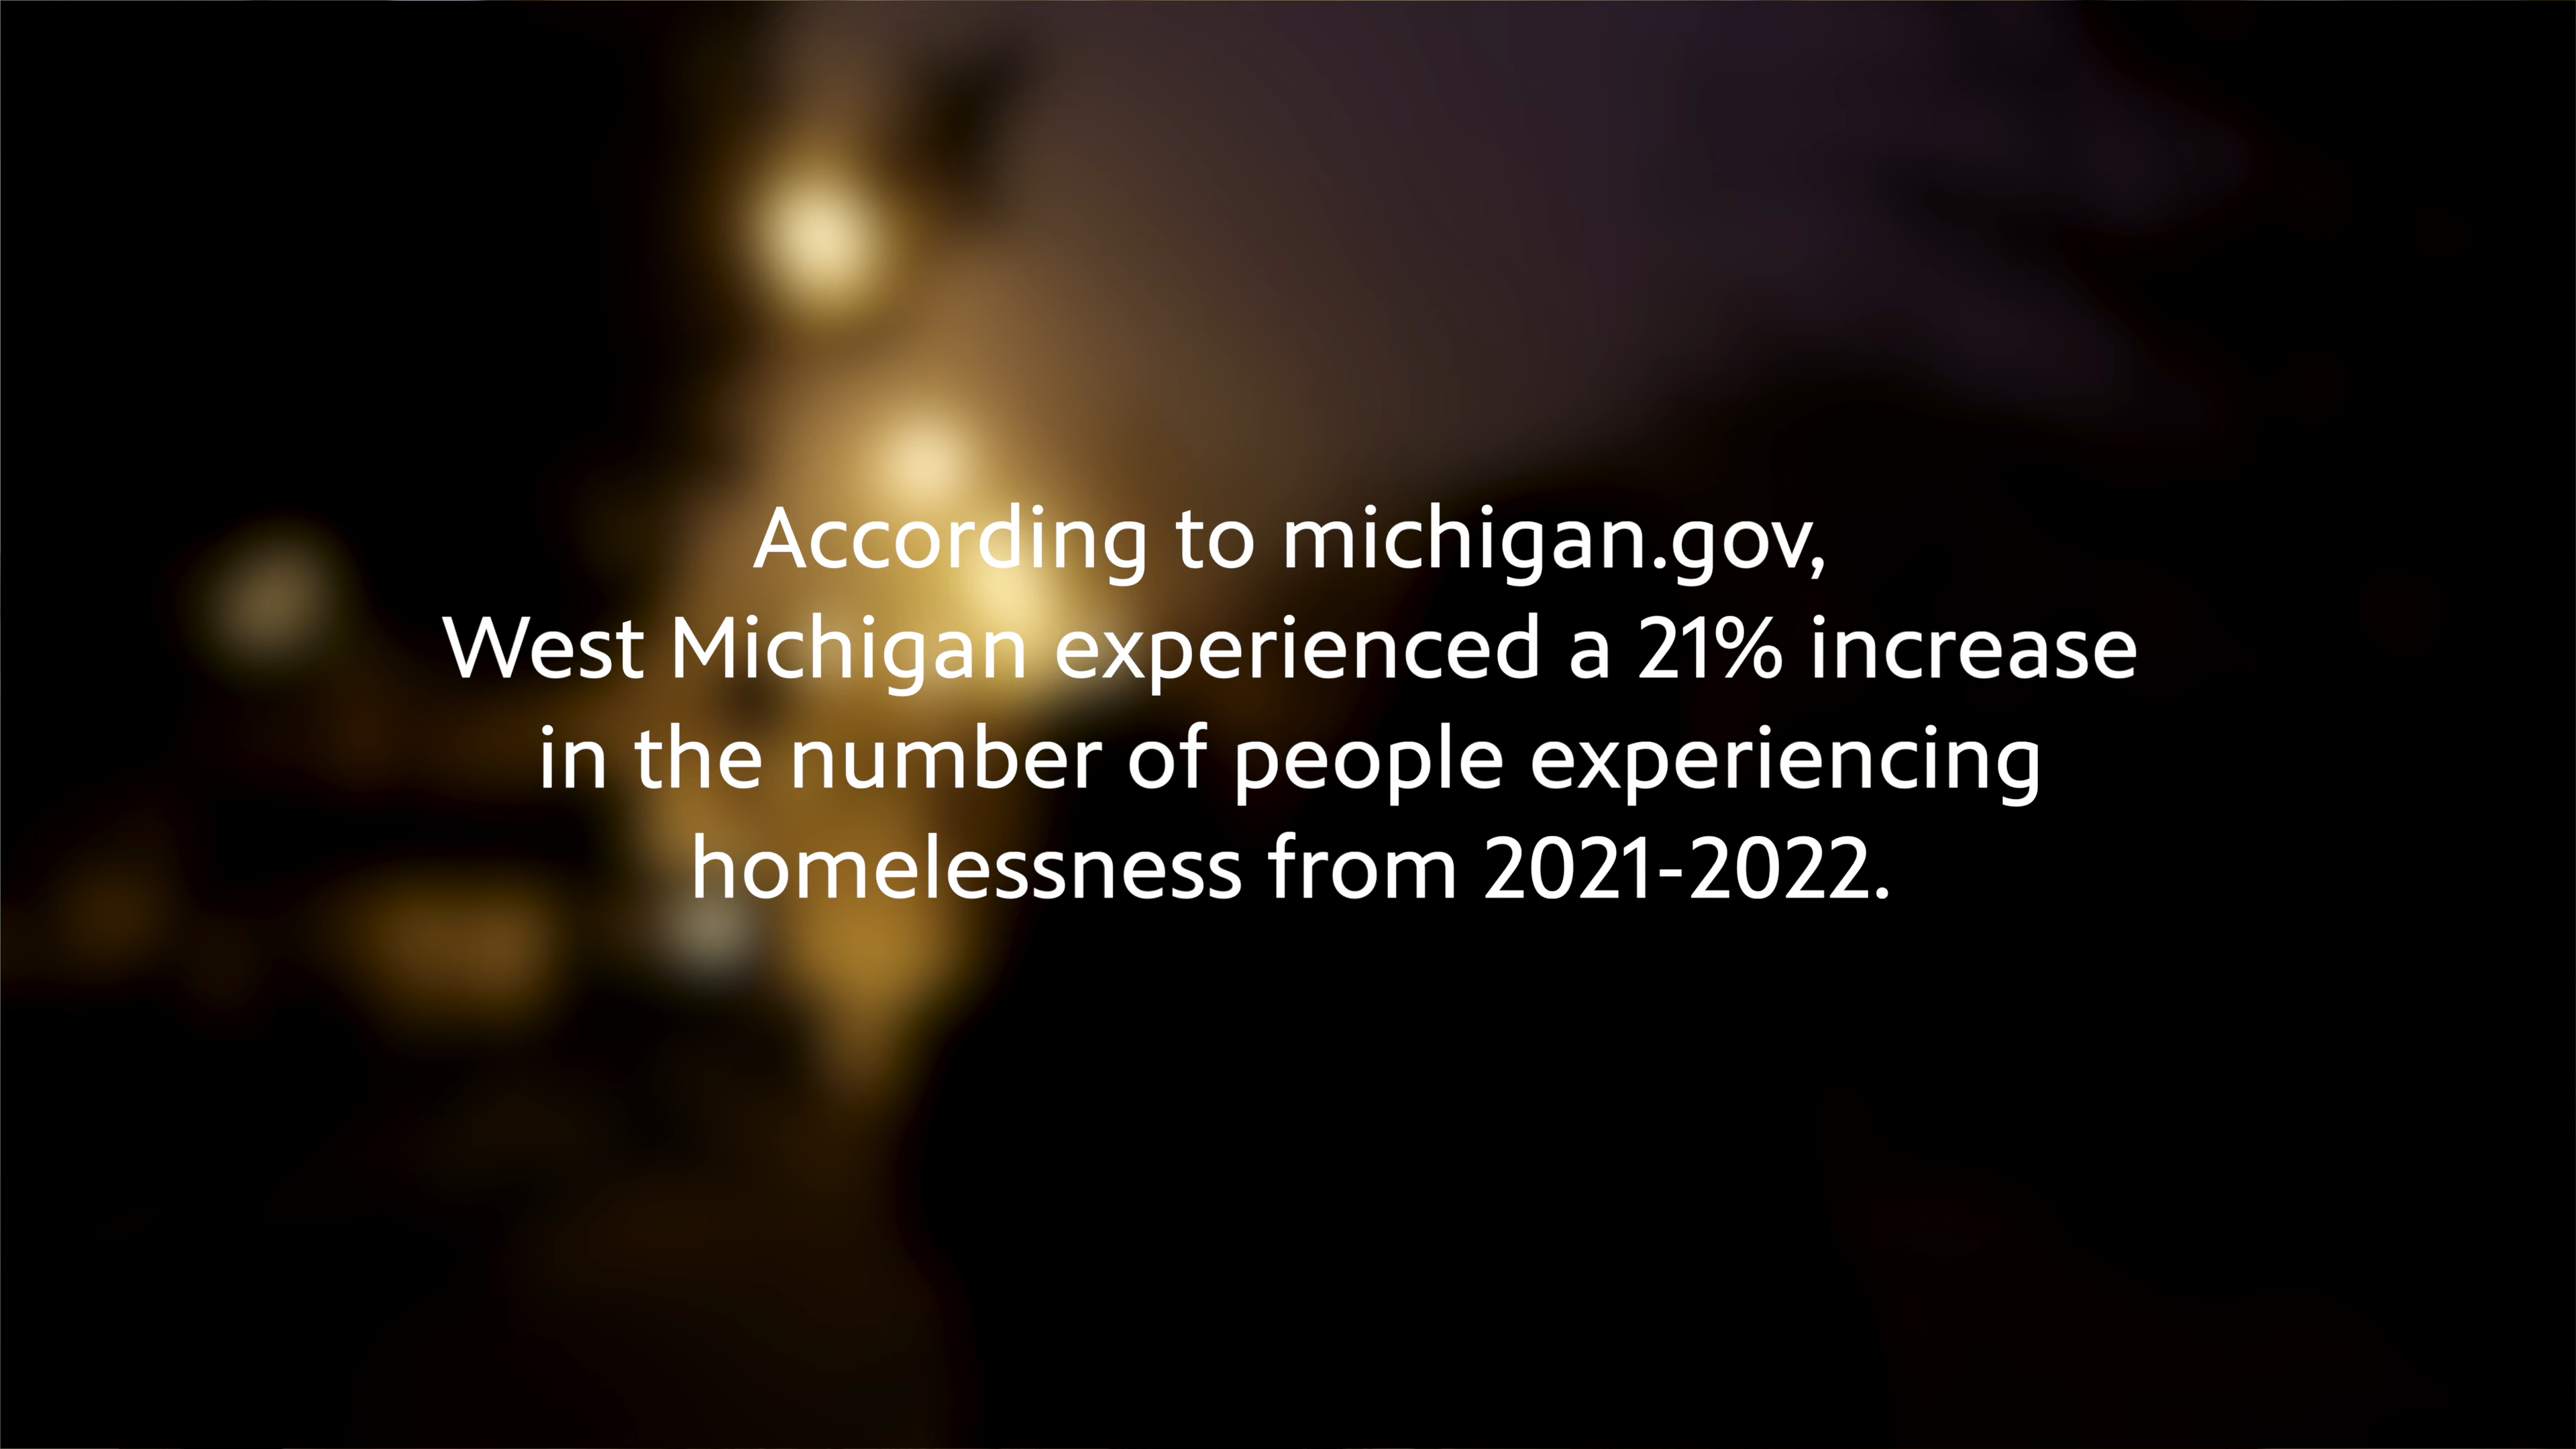 According to michigan.gov,
West Michigan experienced a 21% increase
in the number of people experiencing
homelessness from 2021-2022.